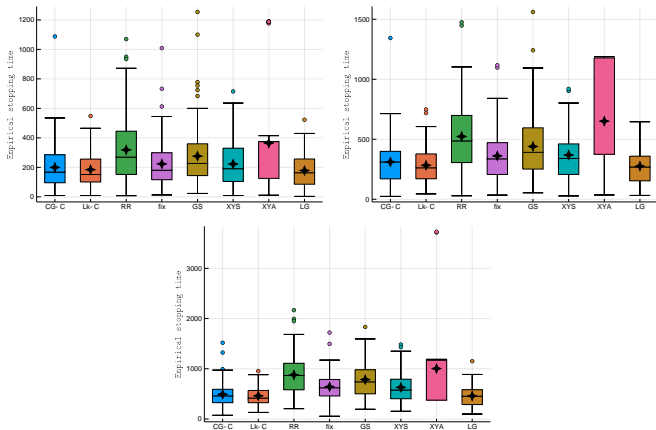 Empirical stopping time
1200
1000
800
600
400
200
0
CG- C Lk- C RR fix GS XYS XYA LG
Empirical stopping time
1500
1000
500
0
CG- C Lk- C RR fix GS XYS XYA LG
Empirical stopping time
3000
2000
1000
0
CG- C Lk- C RR fix GS XYS XYA LG